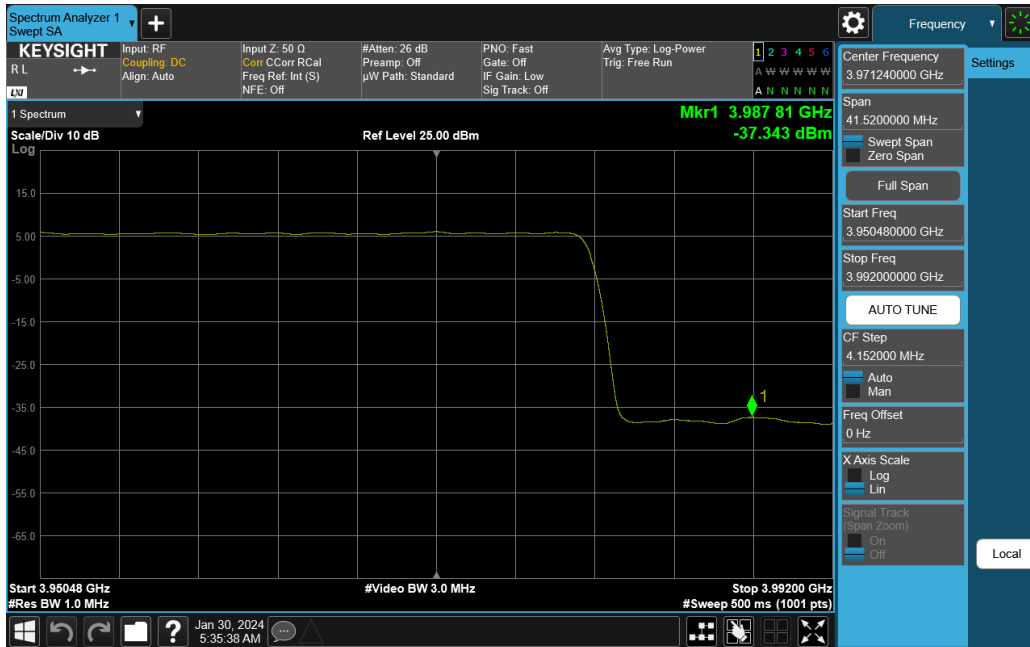 Spectrum Analyzer 1
Swept SA
Frequency
KEYSIGHT
R L
LXI
Input: RF
Coupling: DC
Align: Auto
Input Z: 50 Ω
Corr CCorr RCal
Freq Ref: Int (S)
NFE: Off
#Atten: 26 dB
Preamp: Off
µW Path: Standard
PNO: Fast
Gate: Off
IF Gain: Low
Sig Track: Off
Avg Type: Log-Power
Trig: Free Run
1 2 3 4 5 6
A W W W W W
A N N N N N
1 Spectrum
Scale/Div 10 dB
Log
Ref Level 25.00 dBm
Mkr1 3.987 81 GHz
-37.343 dBm
15.0
5.00
-5.00
-15.0
-25.0
-35.0
-45.0
-55.0
-65.0
1
Start 3.95048 GHz
#Res BW 1.0 MHz
#Video BW 3.0 MHz
Stop 3.99200 GHz
#Sweep 500 ms (1001 pts)
Jan 30, 2024
5:35:38 AM
Center Frequency
3.971240000 GHz
Span
41.5200000 MHz
Swept Span
Zero Span
Full Span
Start Freq
3.950480000 GHz
Stop Freq
3.992000000 GHz
AUTO TUNE
CF Step
4.152000 MHz
Auto
Man
Freq Offset
0 Hz
X Axis Scale
Log
Lin
Signal Track
(Span Zoom)
On
Off
Settings
Local